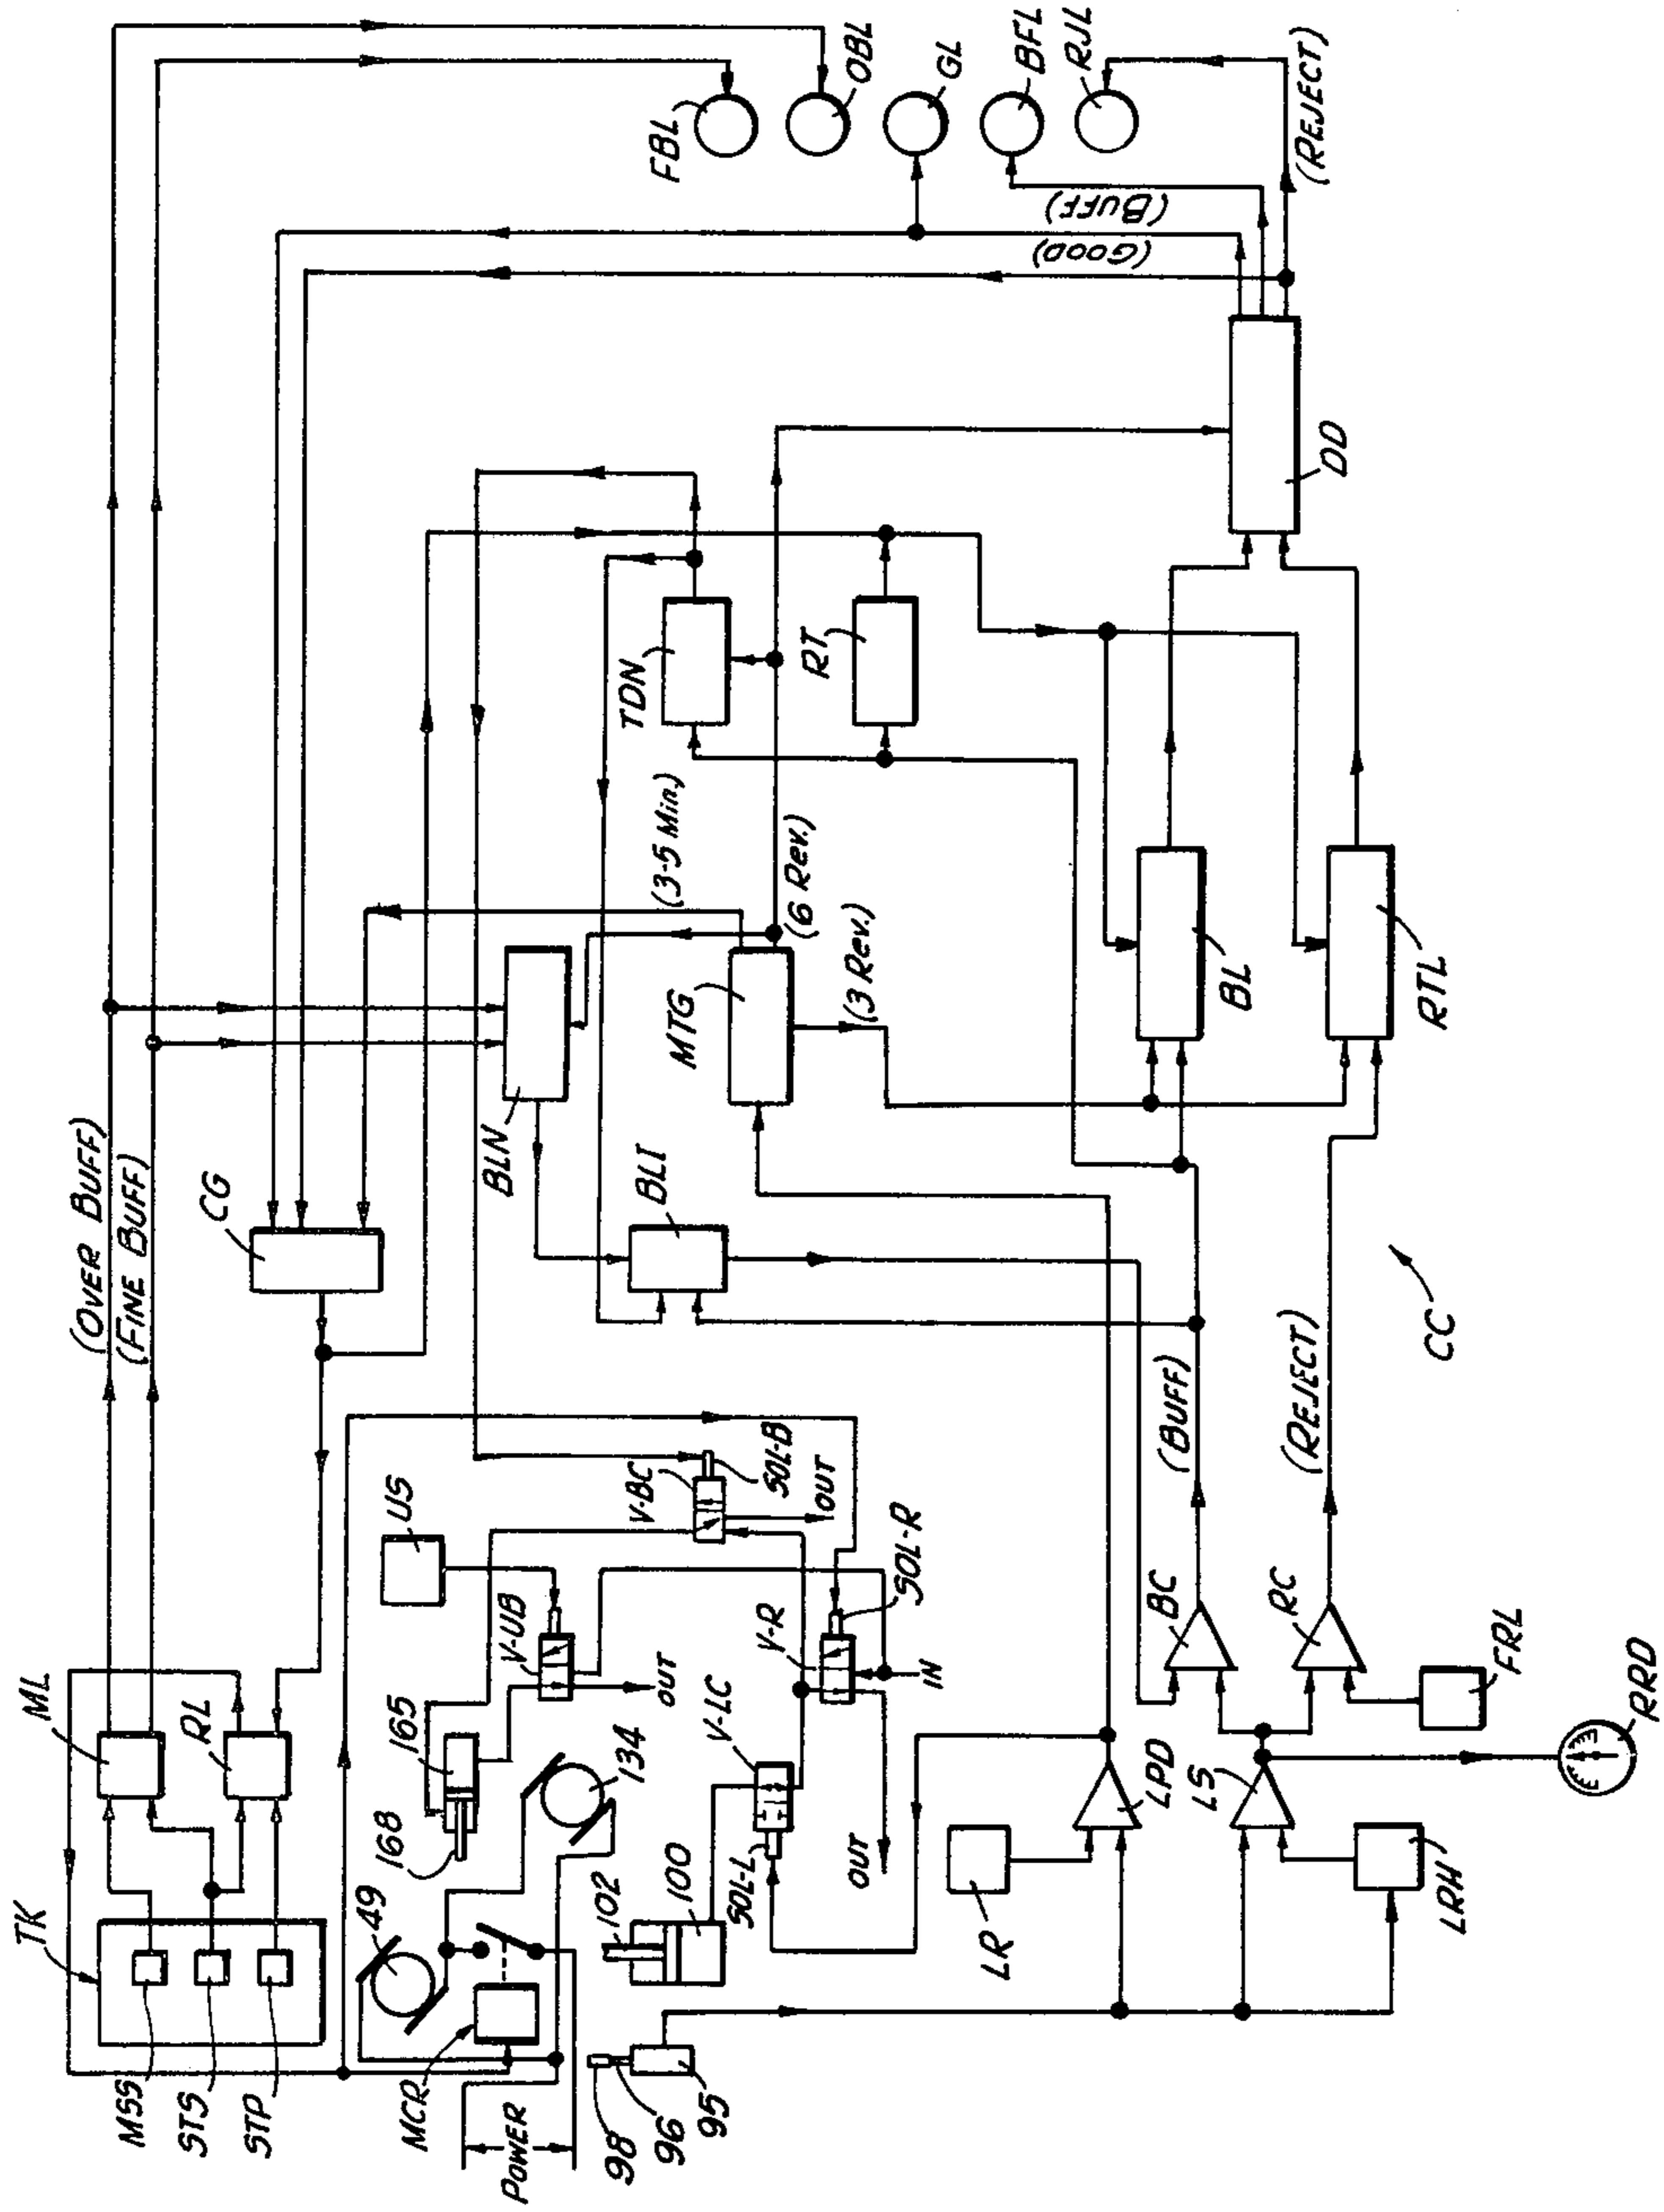 TK
MSS
STS
STP
ML
RL
(OVER BUFF)
(FINE BUFF)
CG
49
MCR
POWER
168
165
134
V-UB
US
102
100
98
96
95
SOL-L
V-LC
V-R
V-BC
SOL-B
SOL-R
OUT
OUT
OUT
IN
BLN
BLI
MTG
(3-5 Min.)
(6 Rev.)
(3 Rev.)
TDN
RT
FBL
OBL
GL
BFL
RJL
(BUFF)
(GOOD)
(REJECT)
DD
BL
RTL
LR
LPD
LS
LRH
BC
RC
(BUFF)
(REJECT)
FRL
RRD
CC